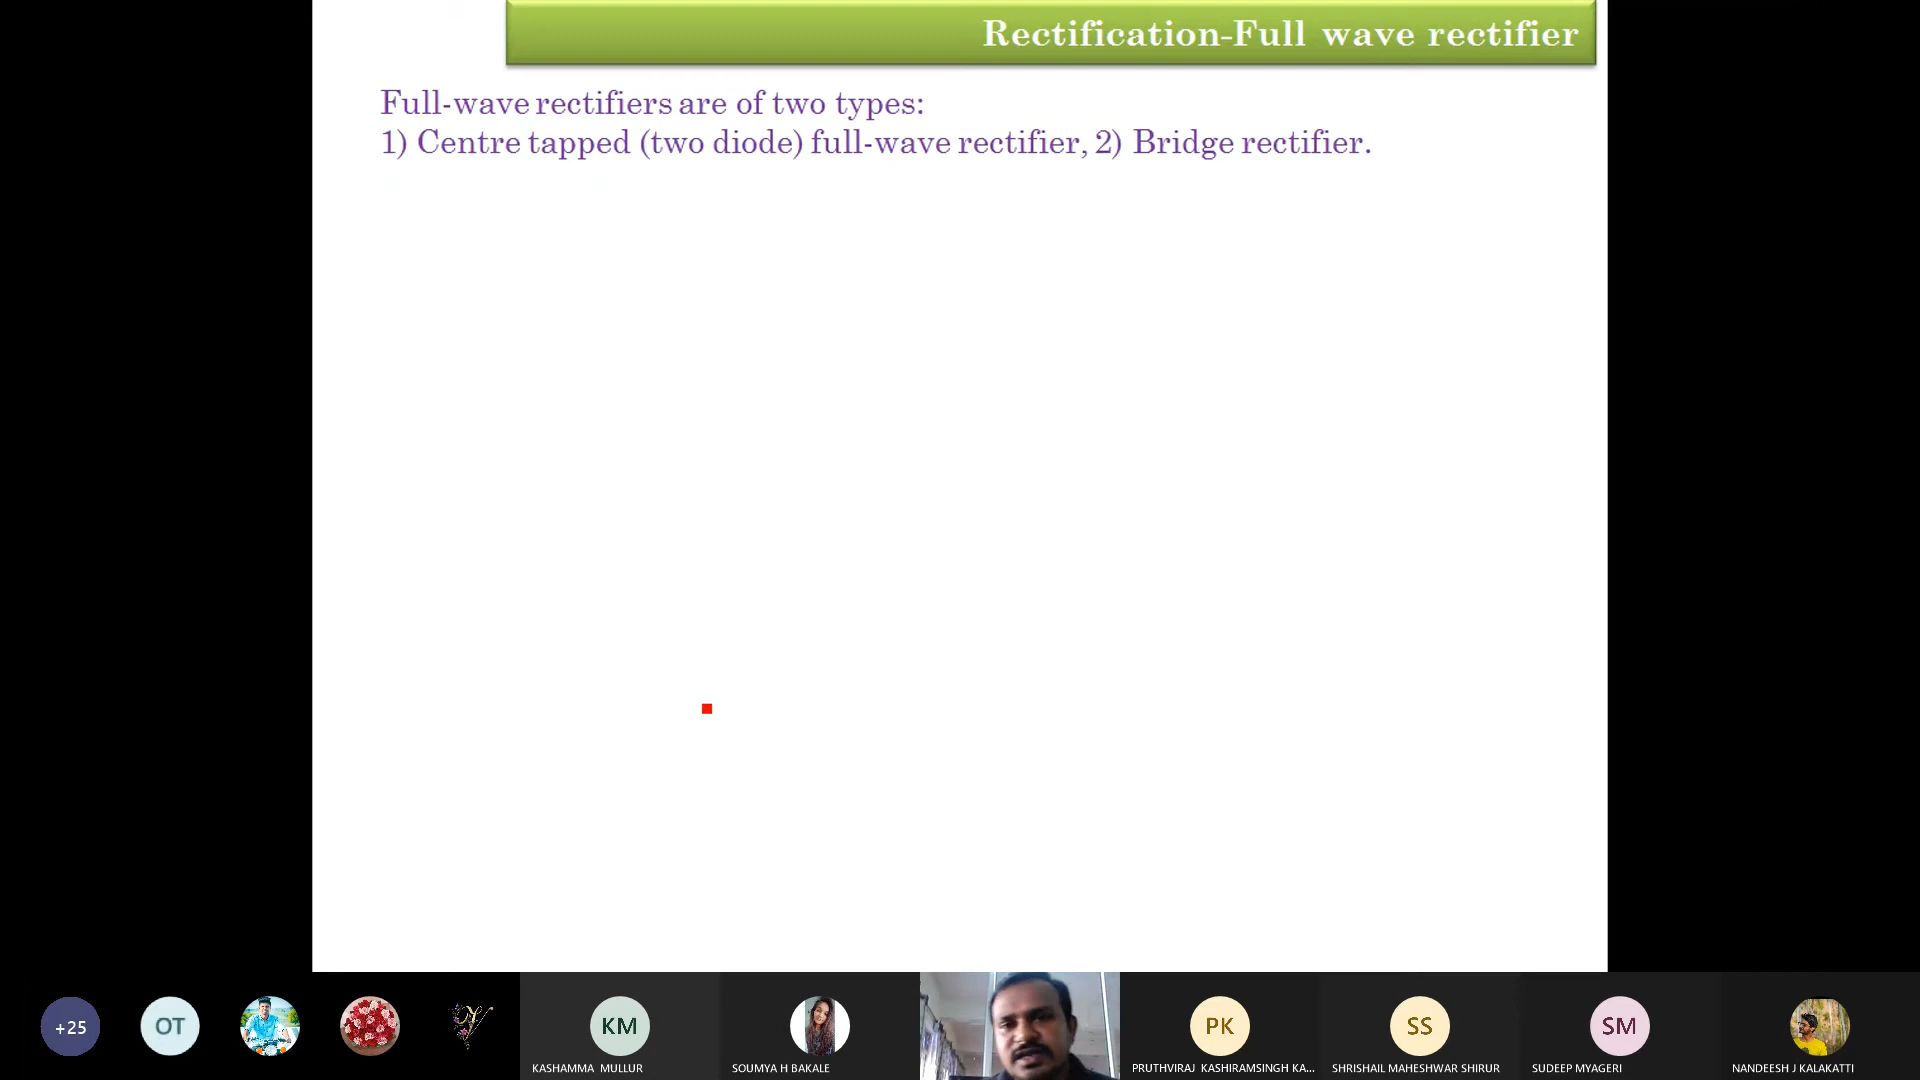 Rectification-Full wave rectifier
Full-wave rectifiers are of two types:
1) Centre tapped (two diode) full-wave rectifier, 2) Bridge rectifier.
+25
OT
KM
PK
SS
SM
KASHAMMA MULLUR
SOUMYA H BAKALE
PRUTHVIRAJ KASHIRAMSINGH KA...
SHRISHAIL MAHESHWAR SHIRUR
SUDEEP MYAGERI
NANDEESH J KALAKATTI